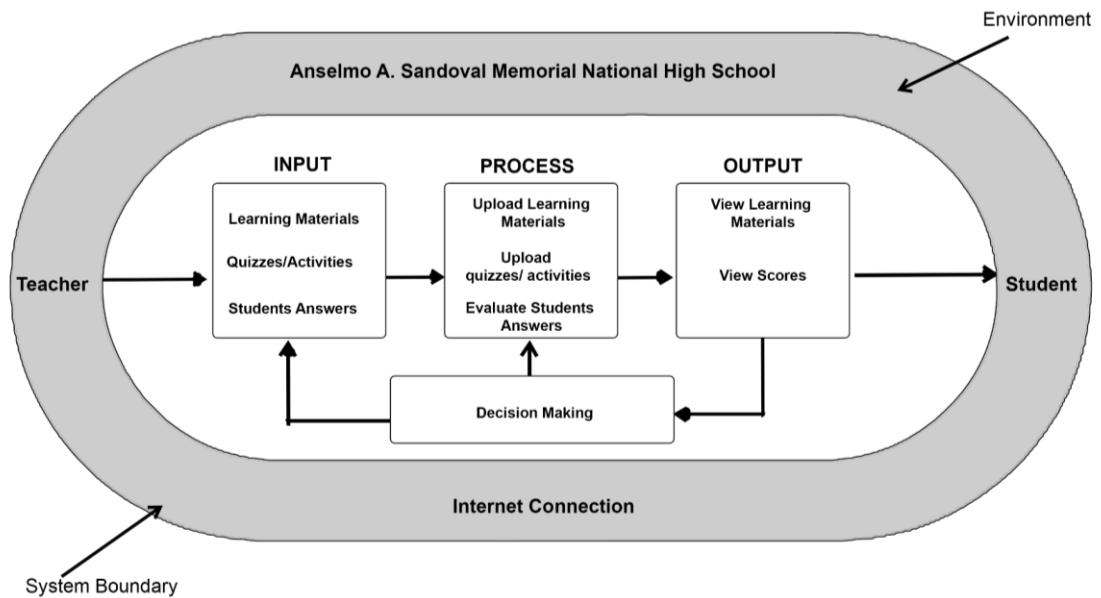 Environment
Anselmo A. Sandoval Memorial National High School
INPUT
PROCESS
OUTPUT
Learning Materials
Quizzes/Activities
Students Answers
Upload Learning
Materials
Upload
quizzes/ activities
Evaluate Students
Answers
View Learning
Materials
View Scores
Teacher
Student
Decision Making
Internet Connection
System Boundary